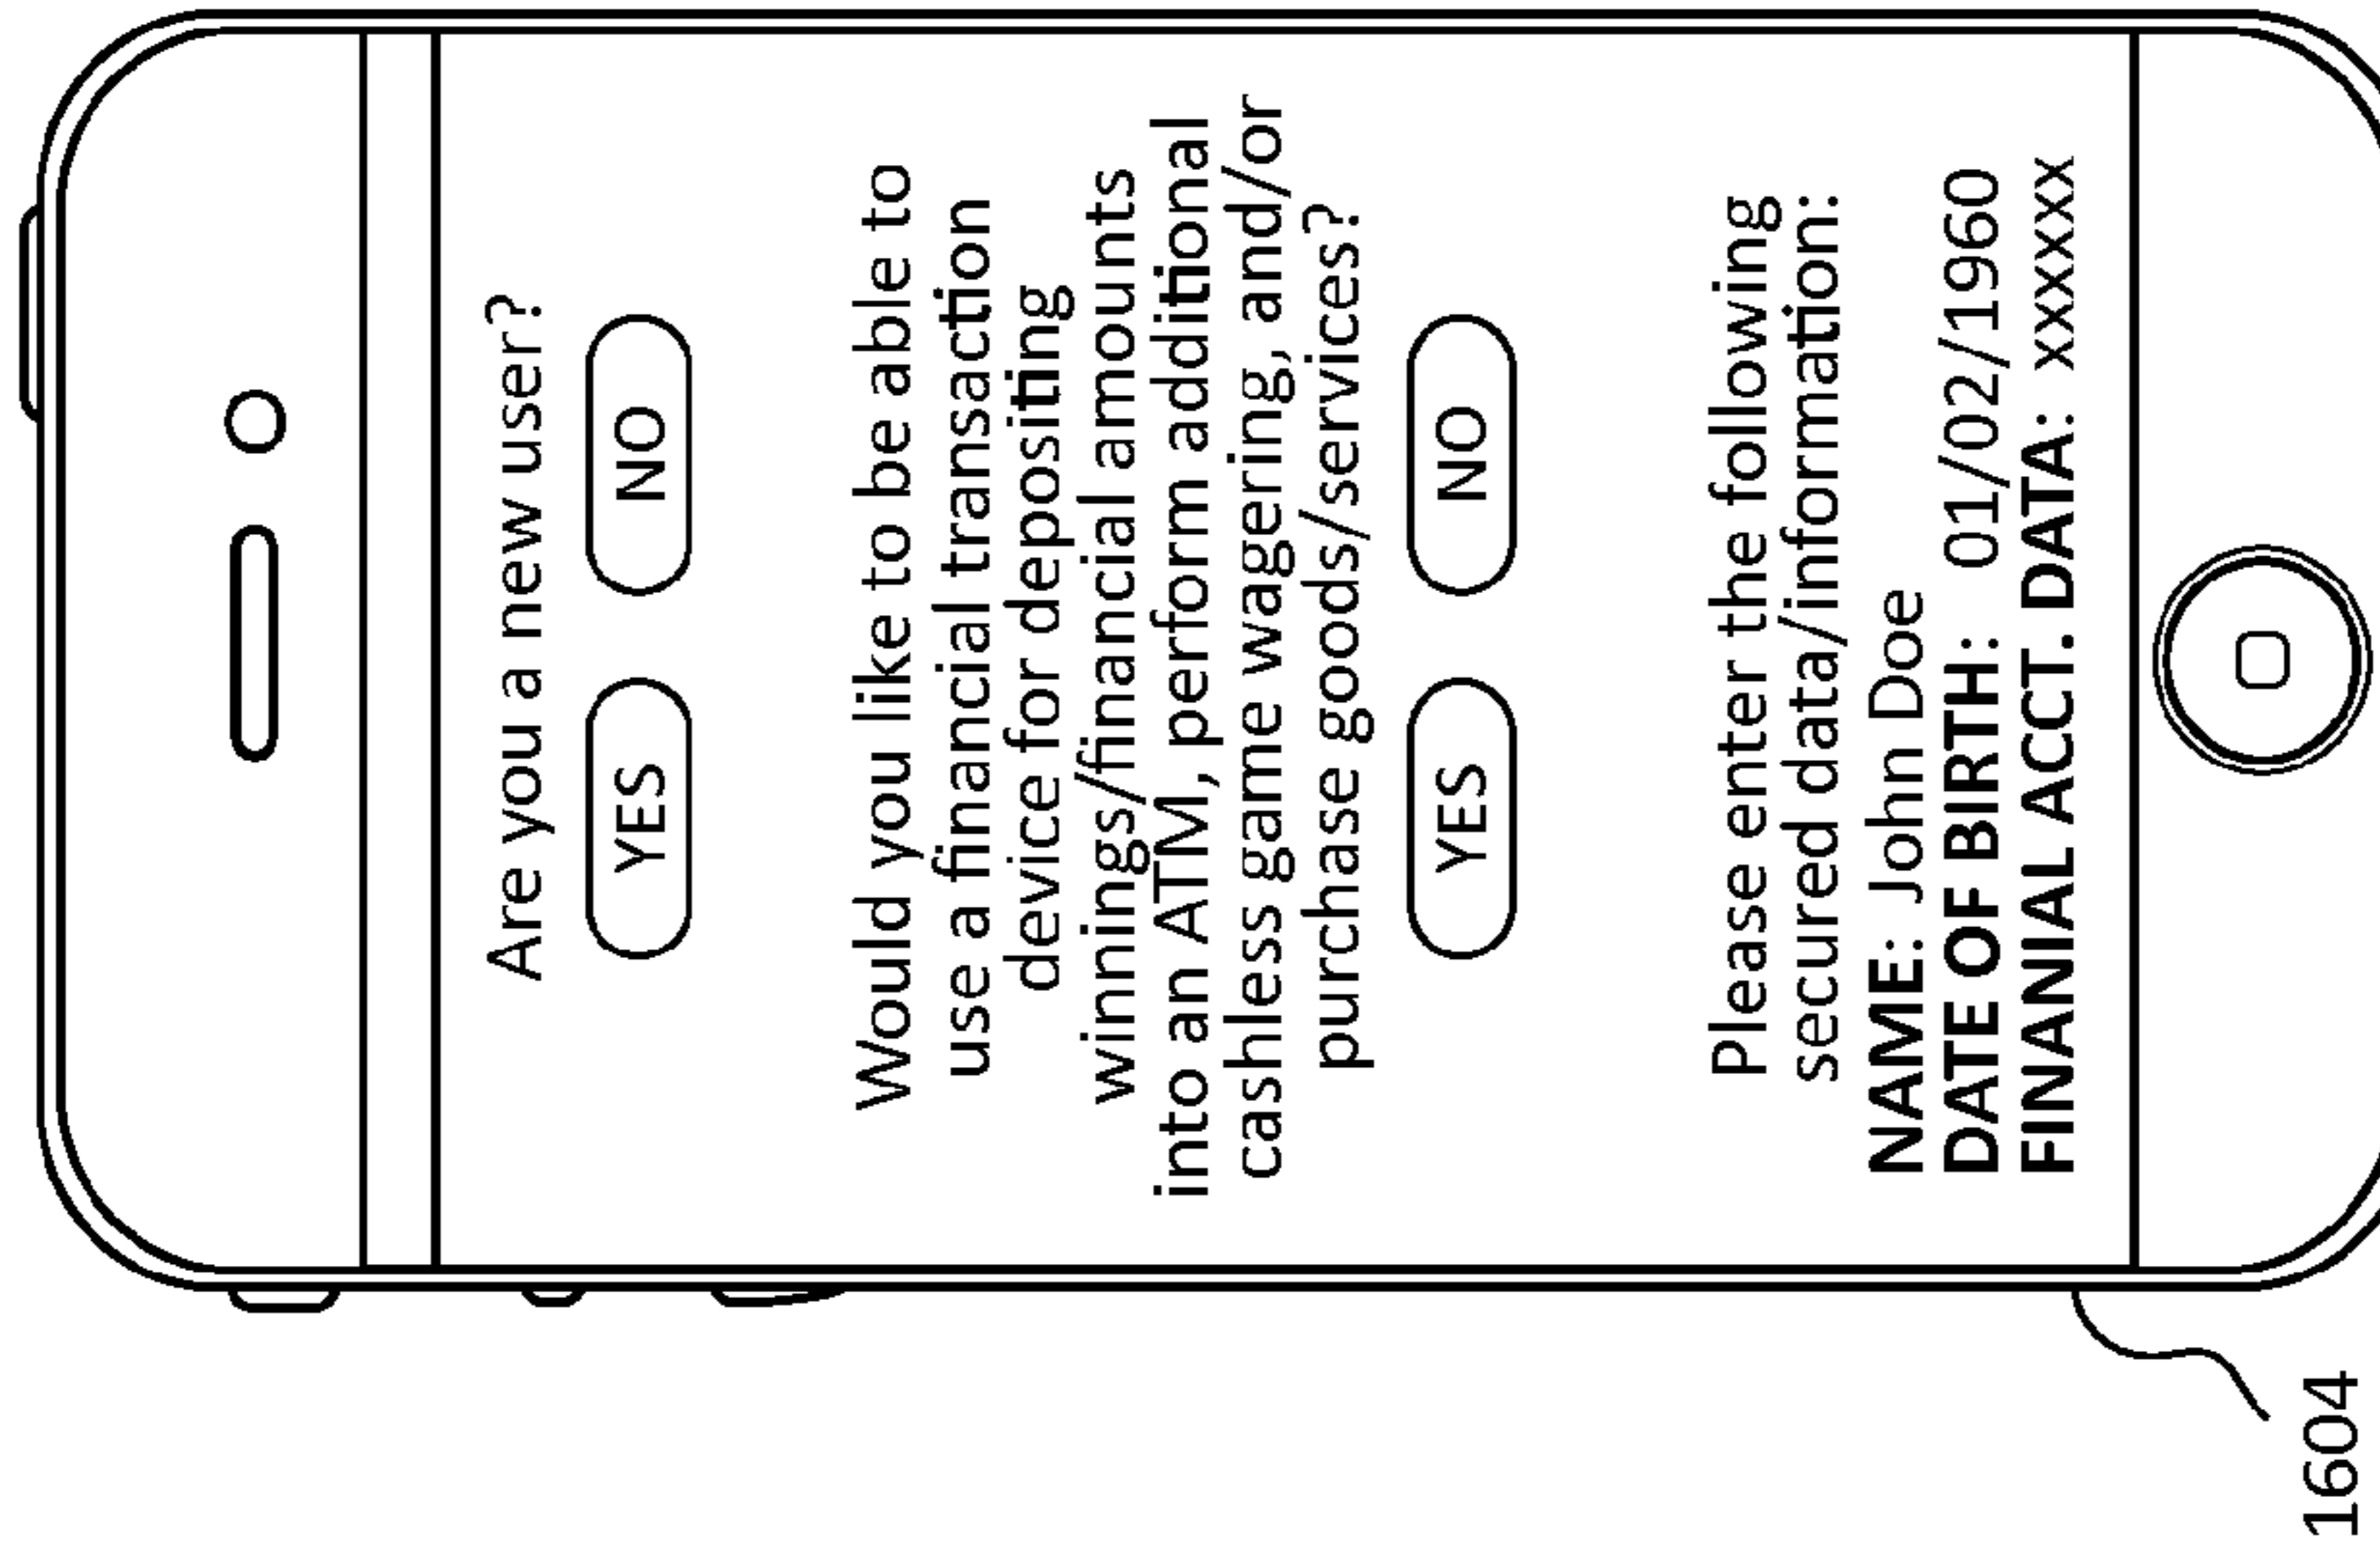 Are you a new user?
YES NO
Would you like to be able to
use a financial transaction
device for depositing
winnings/financial amounts
into an ATM, perform additional
cashless game wagering, and/or
purchase goods/services?
YES NO
Please enter the following
secured data/information:
NAME: John Doe
DATE OF BIRTH: 01/02/1960
FINANIAL ACCT. DATA: xxxxxxx
1604